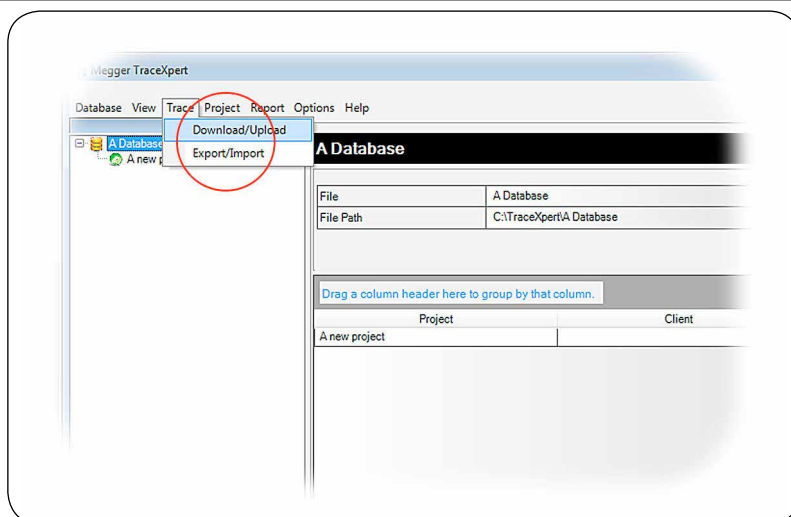 Megger TraceXpert
Database View Trace Project Report Options Help
Download/Upload
Export/Import
A Database
A new p
A Database
File A Database
File Path C:\TraceXpert\A Database
Drag a column header here to group by that column.
Project Client
A new project